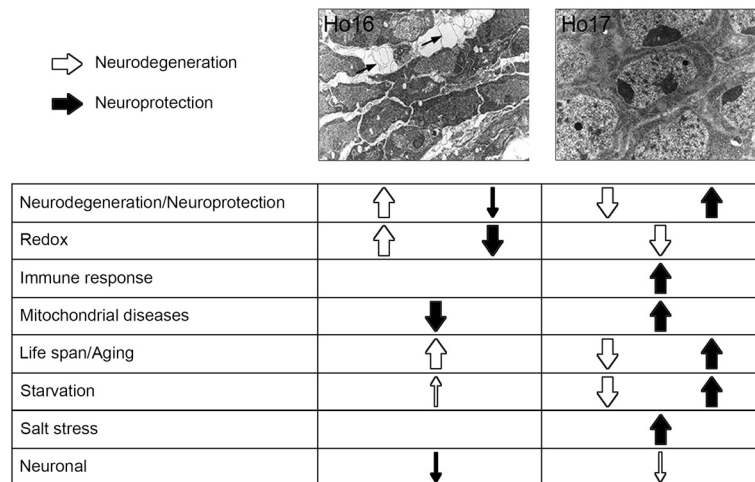 Ho16
Ho17
Neurodegeneration
Neuroprotection
Neurodegeneration/Neuroprotection
Redox
Immune response
Mitochondrial diseases
Life span/Aging
Starvation
Salt stress
Neuronal